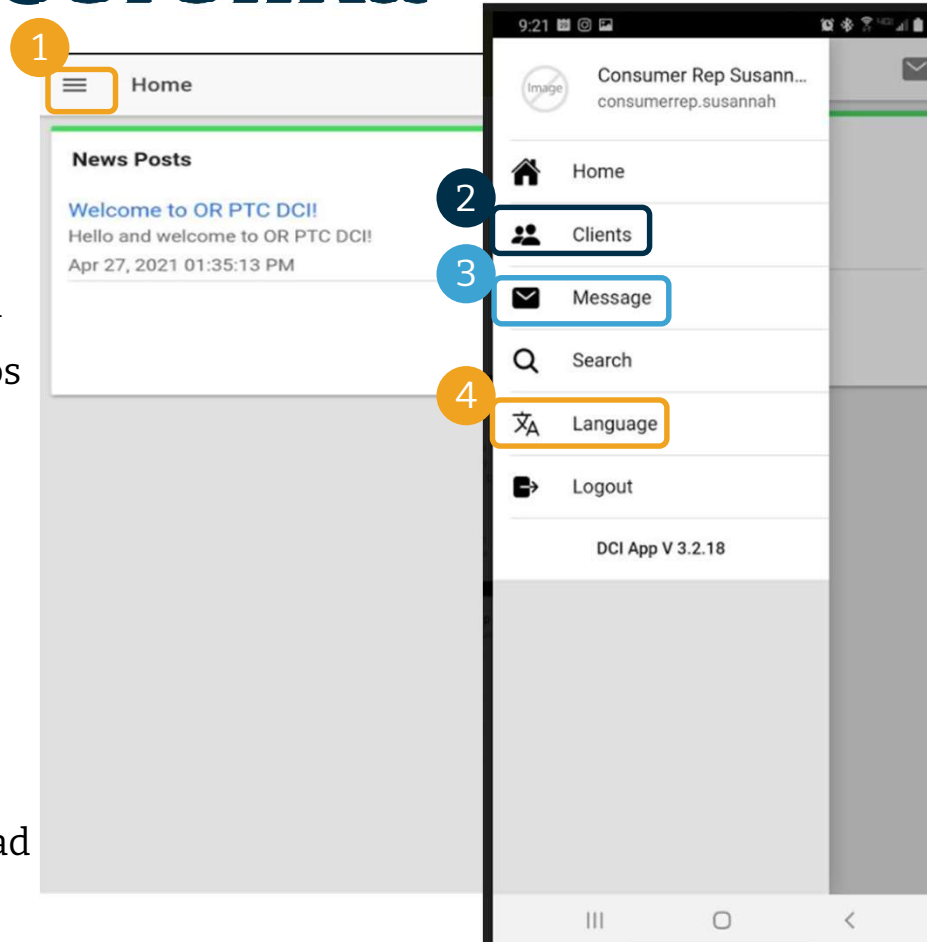 1
Home
News Posts
Welcome to OR PTC DCI!
Hello and welcome to OR PTC DCI!
Apr 27, 2021 01:35:13 PM
9:21
Image
Consumer Rep Susann...
consumerrep.susannah
Home
2
Clients
3
Message
Search
4
Language
Logout
DCI App V 3.2.18